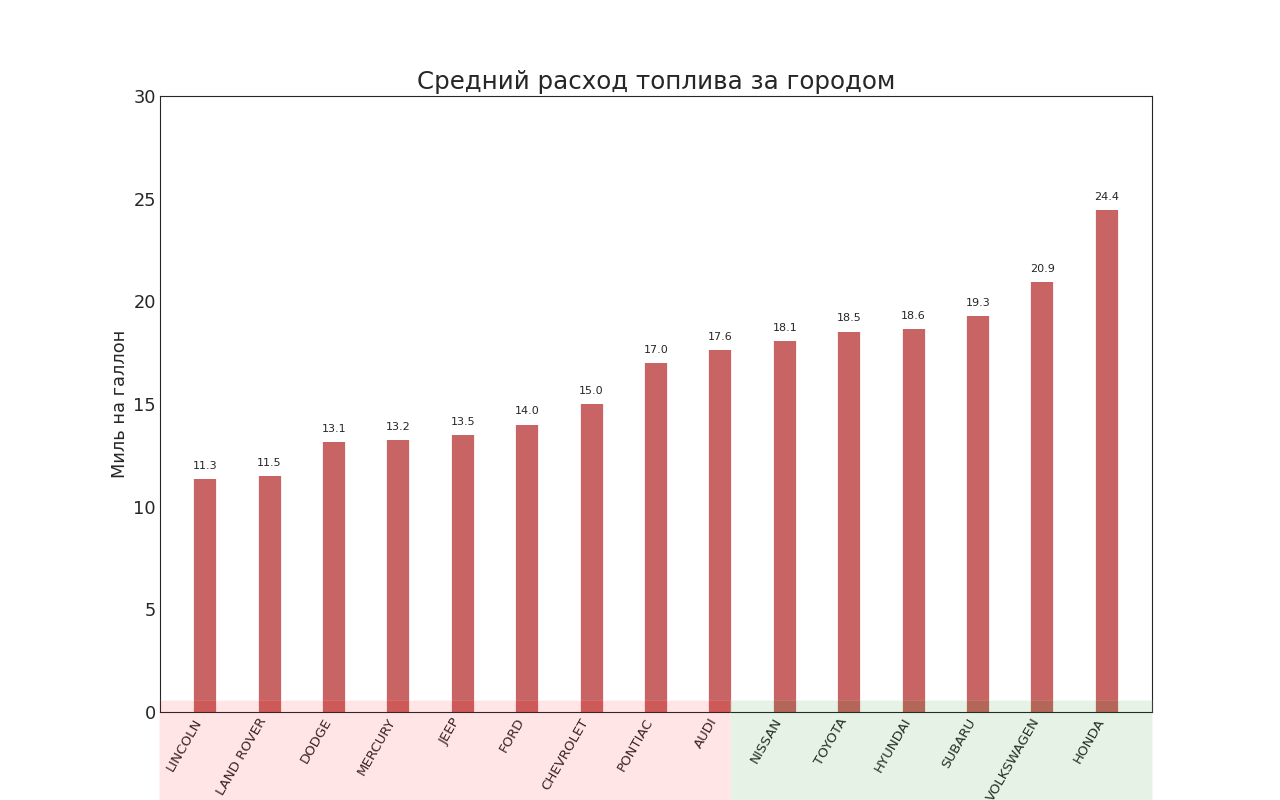 Средний расход топлива за городом
Миль на галлон
30
25
20
15
10
5
0
11.3
11.5
13.1
13.2
13.5
14.0
15.0
17.0
17.6
18.1
18.5
18.6
19.3
20.9
24.4
LINCOLN
LAND ROVER
DODGE
MERCURY
JEEP
FORD
CHEVROLET
PONTIAC
AUDI
NISSAN
TOYOTA
HYUNDAI
SUBARU
VOLKSWAGEN
HONDA